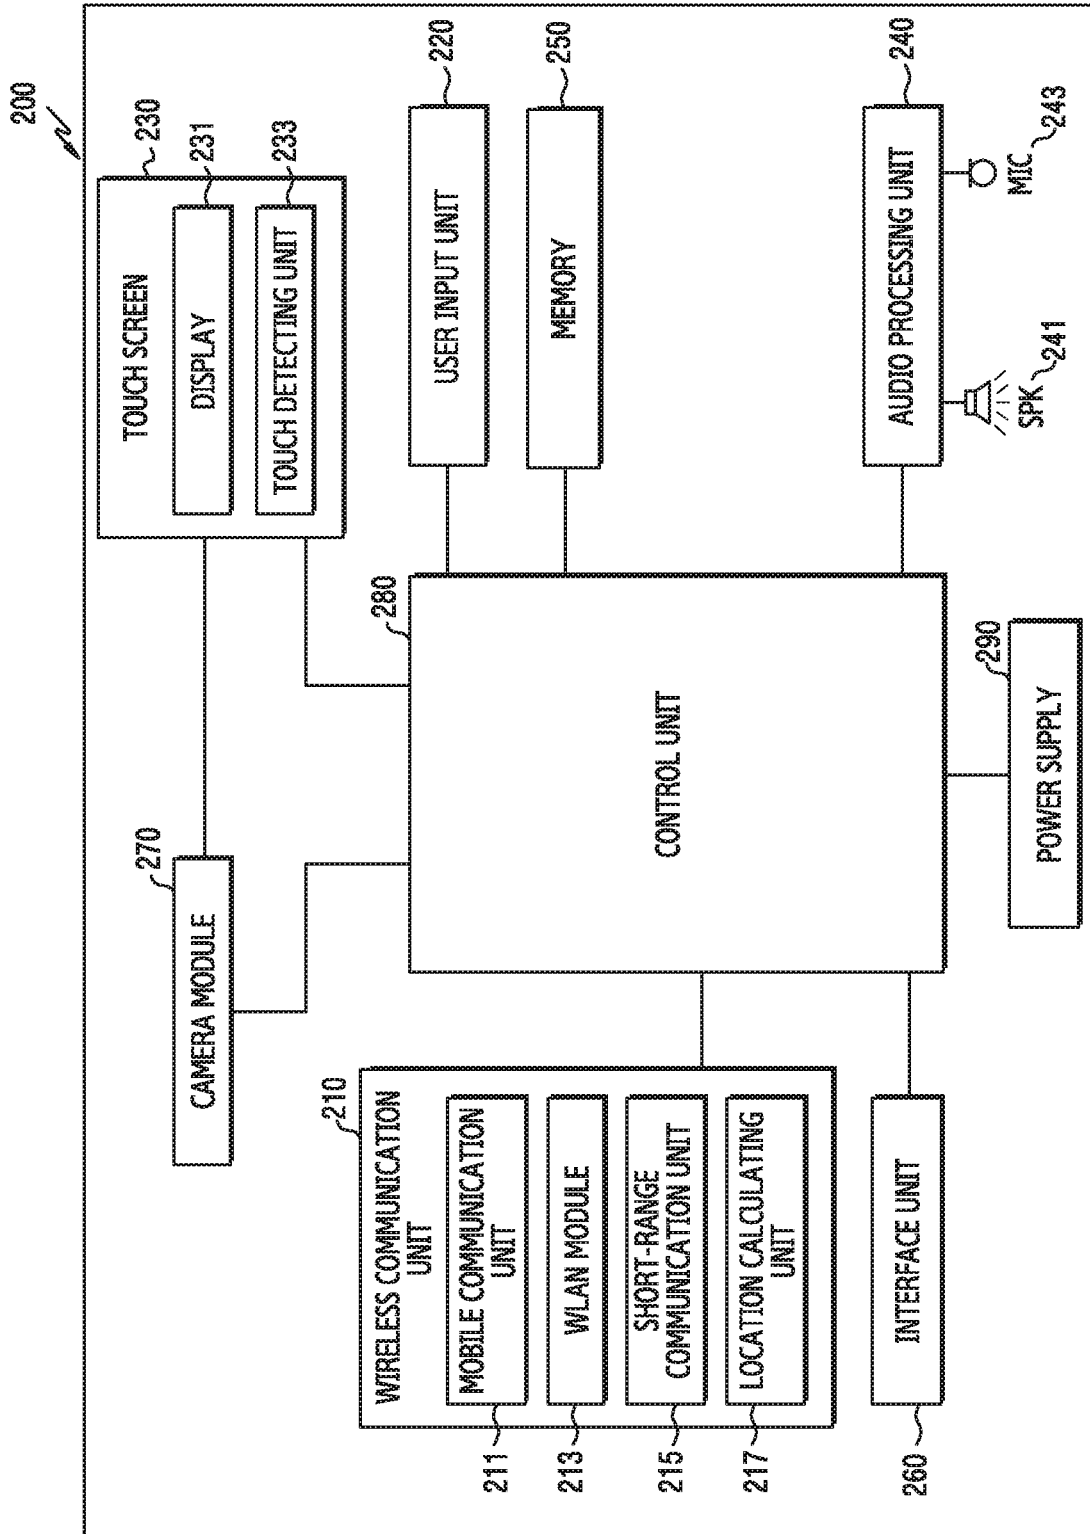 200
230
TOUCH SCREEN
231
DISPLAY
233
TOUCH DETECTING UNIT
270
CAMERA MODULE
210
WIRELESS COMMUNICATION
UNIT
211
MOBILE COMMUNICATION
UNIT
213
WLAN MODULE
215
SHORT-RANGE
COMMUNICATION UNIT
217
LOCATION CALCULATING
UNIT
260
INTERFACE UNIT
280
CONTROL UNIT
220
USER INPUT UNIT
250
MEMORY
240
AUDIO PROCESSING UNIT
SPK 241
MIC 243
290
POWER SUPPLY